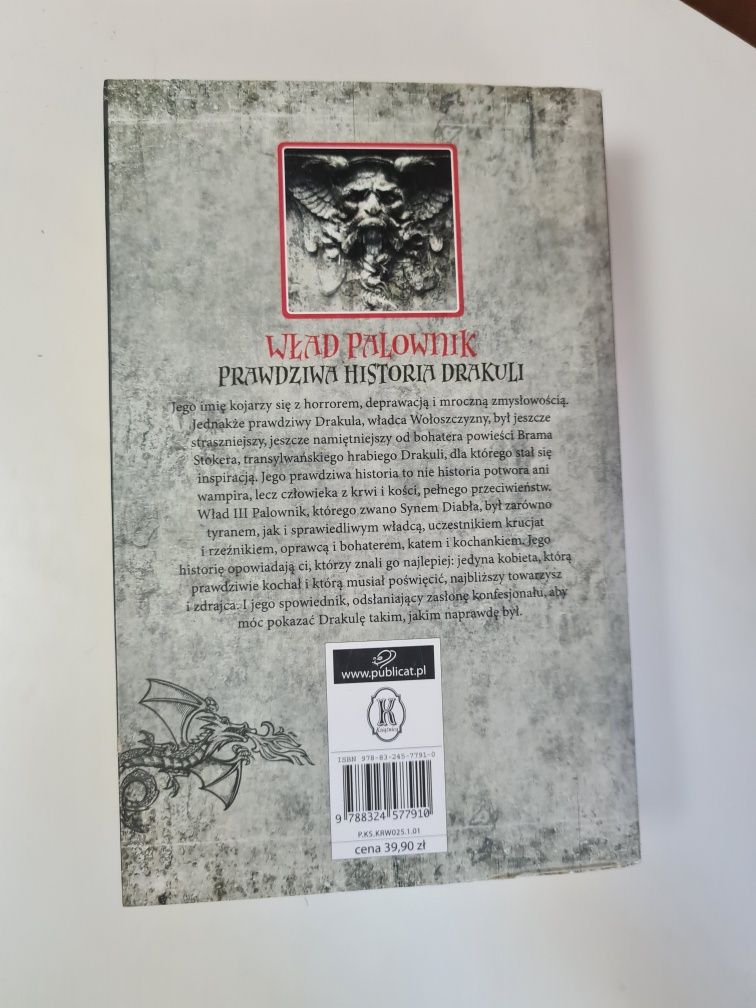 WŁAD PALOWNIK
PRAWDZIWA HISTORIA DRAKULI
Jego imię kojarzy się z horrorem, deprawacją i mroczną zmysłowością.
Jednakże prawdziwy Drakula, władca Wołoszczyzny, był jeszcze
straszniejszy, jeszcze namiętniejszy od bohatera powieści Brama
Stokera, transylwańskiego hrabiego Drakuli, dla którego stał się
inspiracją. Jego prawdziwa historia to nie historia potwora ani
wampira, lecz człowieka z krwi i kości, pełnego przeciwieństw.
Wład III Palownik, którego zwano Synem Diabła, był zarówno
tyranem, jak i sprawiedliwym władcą, uczestnikiem krucjat
i rzeźnikiem, oprawcą i bohaterem, katem i kochankiem. Jego
historię opowiadają ci, którzy znali go najlepiej: jedyna kobieta, którą
prawdziwie kochał i którą musiał poświęcić, najbliższy towarzysz
i zdrajca. I jego spowiednik, odsłaniający zasłonę konfesjonału, aby
móc pokazać Drakulę takim, jakim naprawdę był.
www.publicat.pl
K
Książnica
ISBN 978-83-245-7791-0
9 788324 577910
P.KS.KRW025.1.01
cena 39,90 zł